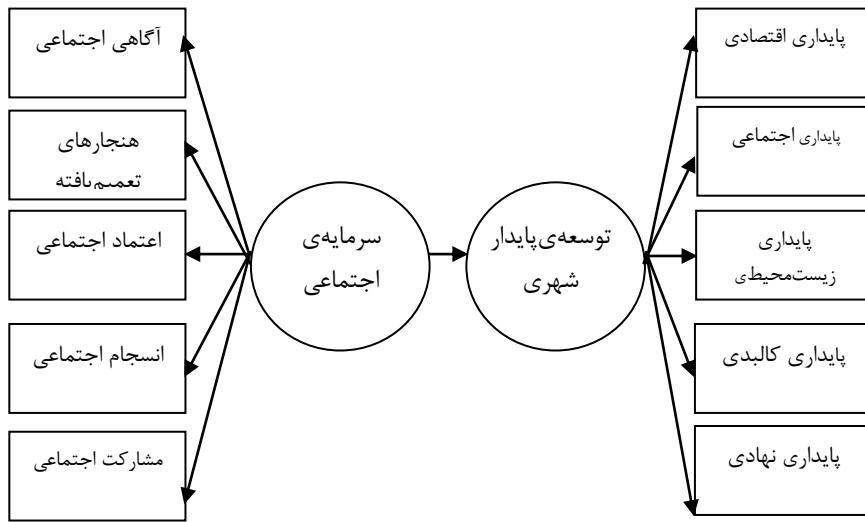 پایداری اقتصادی
پایداری اجتماعی
پایداری
زیست‌محیطی
پایداری کالبدی
پایداری نهادی
توسعه‌ی‌پایدار
شهری
سرمایه‌ی
اجتماعی
آگاهی اجتماعی
هنجارهای
تعمیم‌یافته
اعتماد اجتماعی
انسجام اجتماعی
مشارکت اجتماعی